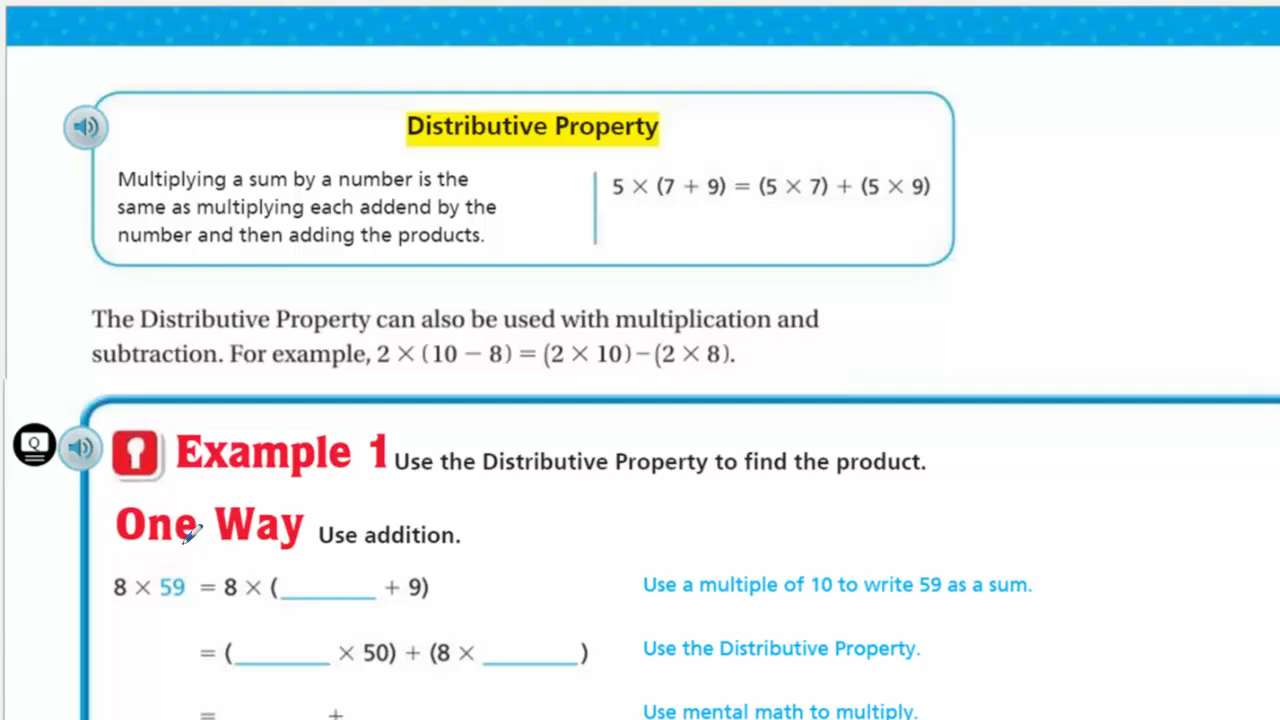 Distributive Property
Multiplying a sum by a number is the
same as multiplying each addend by the
number and then adding the products.
5 × (7 + 9) = (5 × 7) + (5 × 9)
The Distributive Property can also be used with multiplication and
subtraction. For example, 2 × (10 − 8) = (2 × 10) − (2 × 8).
Q
Example 1 Use the Distributive Property to find the product.
One Way Use addition.
8 × 59 = 8 × ( ________ + 9) Use a multiple of 10 to write 59 as a sum.
= ( ________ × 50) + (8 × ________ ) Use the Distributive Property.
= ________ + Use mental math to multiply.